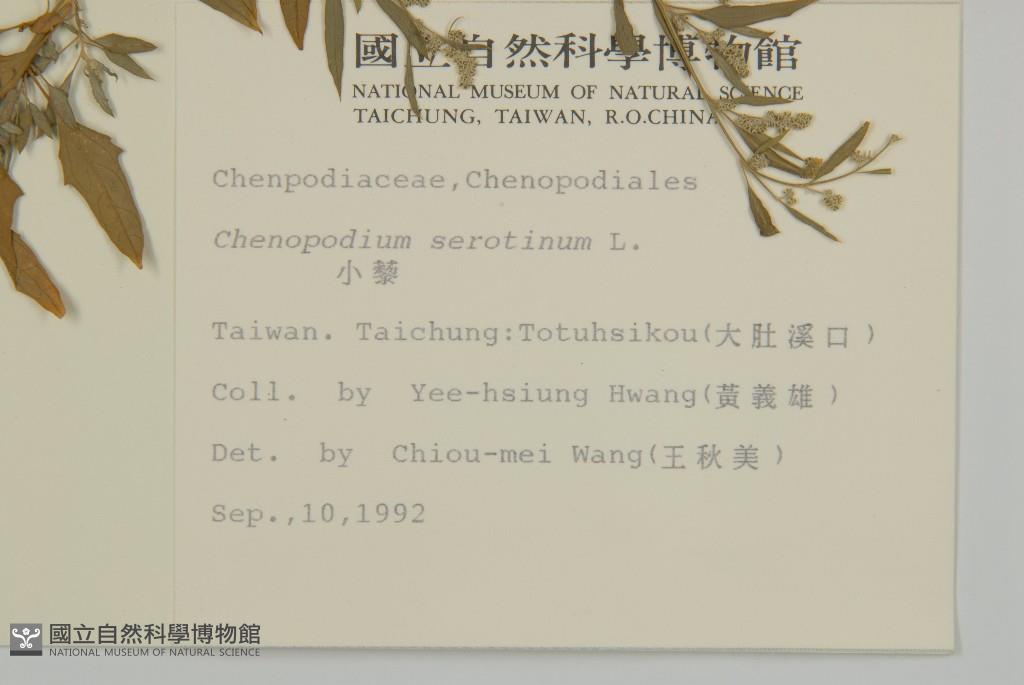 國立自然科學博物館
NATIONAL MUSEUM OF NATURAL SCIENCE
TAICHUNG, TAIWAN, R.O.CHINA
Chenpodiaceae,Chenopodiales
Chenopodium serotinum L.
小藜
Taiwan. Taichung:Totuhsikou(大肚溪口)
Coll. by Yee-hsiung Hwang(黃義雄)
Det. by Chiou-mei Wang(王秋美)
Sep.,10,1992
國立自然科學博物館
NATIONAL MUSEUM OF NATURAL SCIENCE